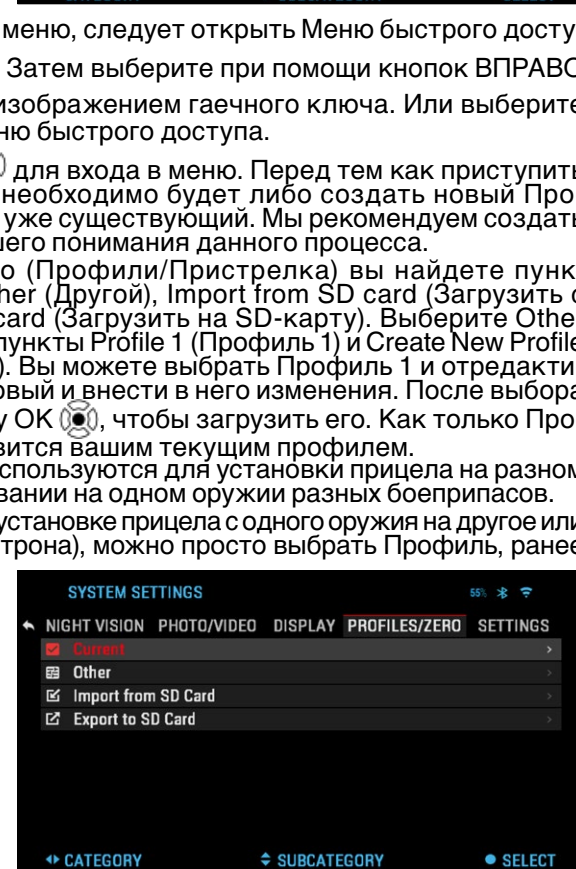 меню, следует открыть Меню быстрого досту
Затем выберите при помощи кнопок ВПРАВО
изображением гаечного ключа. Или выберите
ню быстрого доступа.
для входа в меню. Перед тем как приступить
необходимо будет либо создать новый Про
уже существующий. Мы рекомендуем создать
шего понимания данного процесса.
о (Профили/Пристрелка) вы найдете пунк
her (Другой), Import from SD card (Загрузить с
card (Загрузить на SD-карту). Выберите Othe
пункты Profile 1 (Профиль 1) и Create New Profile
). Вы можете выбрать Профиль 1 и отредакти
овый и внести в него изменения. После выбора
у OK, чтобы загрузить его. Как только Про
вится вашим текущим профилем.
спользуются для установки прицела на разном
вании на одном оружии разных боеприпасов.
установке прицела с одного оружия на другое или
трона), можно просто выбрать Профиль, ранее
SYSTEM SETTINGS 55%
NIGHT VISION PHOTO/VIDEO DISPLAY PROFILES/ZERO SETTINGS
Current
Other
Import from SD Card
Export to SD Card
CATEGORY SUBCATEGORY SELECT